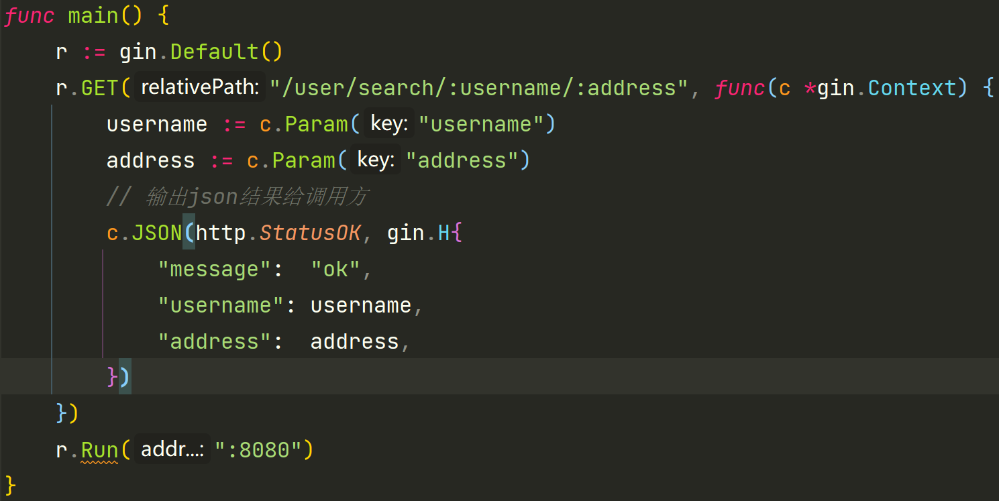 func main() {
    r := gin.Default()
    r.GET( relativePath: "/user/search/:username/:address", func(c *gin.Context) {
        username := c.Param( key: "username")
        address := c.Param( key: "address")
        // 输出json结果给调用方
        c.JSON(http.StatusOK, gin.H{
            "message":  "ok",
            "username": username,
            "address":  address,
        })
    })
    r.Run( addr...: ":8080")
}